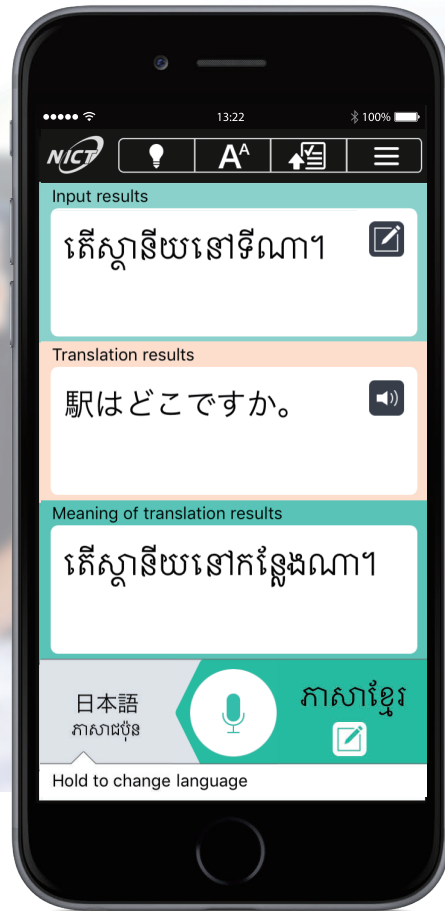 13:22
100%
NICT
AA
Input results
តើស្ថានីយនៅទីណា។
Translation results
駅はどこですか。
Meaning of translation results
តើស្ថានីយនៅកន្លែងណា។
日本語
ភាសាជប៉ុន
ភាសាខ្មែរ
Hold to change language